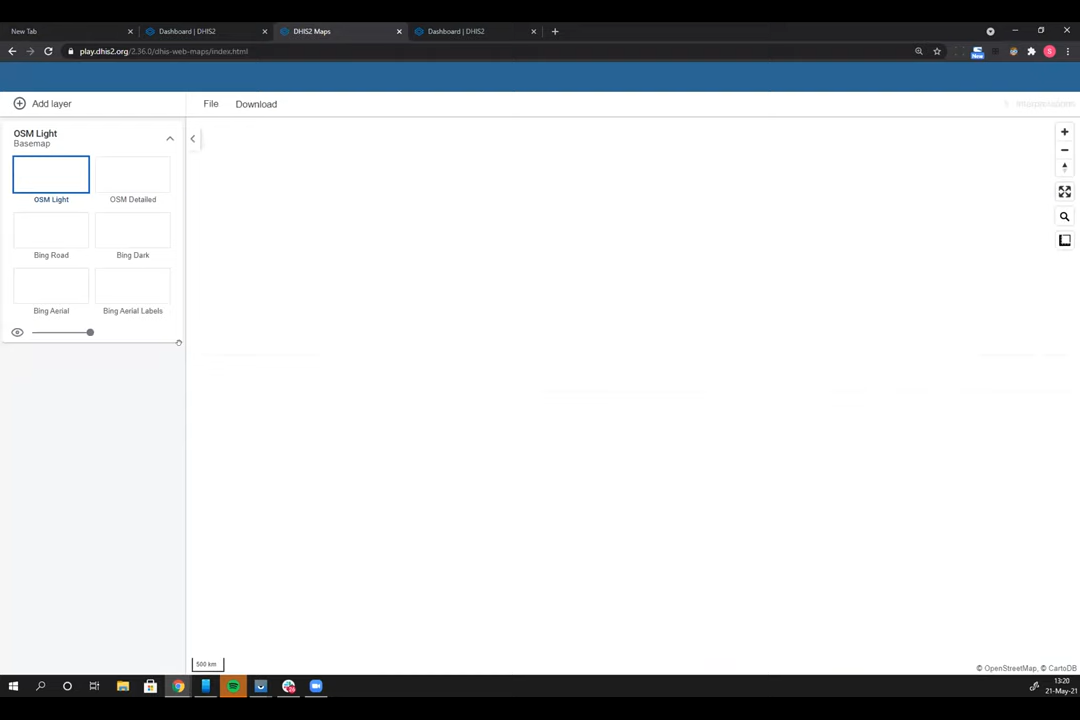 New Tab
Dashboard | DHIS2
DHIS2 Maps
Dashboard | DHIS2
play.dhis2.org/2.36.0/dhis-web-maps/index.html
New
S
Add layer
File
Download
Interpretations
OSM Light
Basemap
OSM Light
OSM Detailed
Bing Road
Bing Dark
Bing Aerial
Bing Aerial Labels
500 km
© OpenStreetMap, © CartoDB
13:20
21-May-21